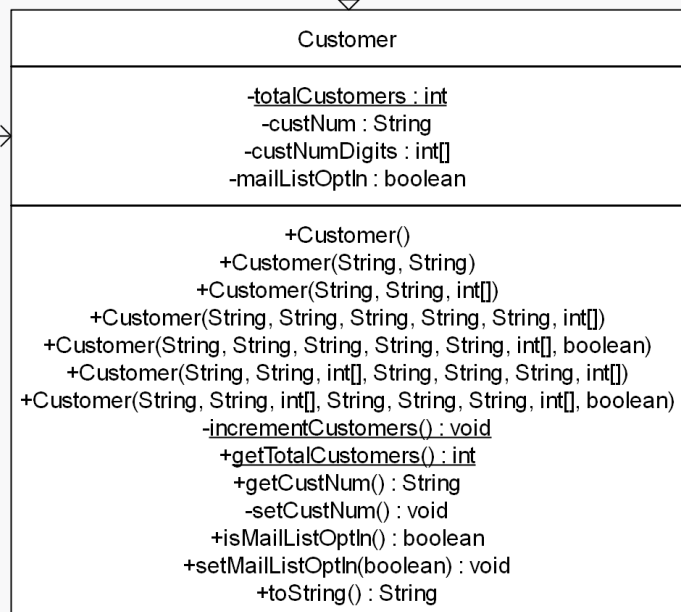 Customer
-totalCustomers : int
-custNum : String
-custNumDigits : int[]
-mailListOptIn : boolean
+Customer()
+Customer(String, String)
+Customer(String, String, int[])
+Customer(String, String, String, String, String, int[])
+Customer(String, String, String, String, String, int[], boolean)
+Customer(String, String, int[], String, String, String, int[])
+Customer(String, String, int[], String, String, String, int[], boolean)
-incrementCustomers() : void
+getTotalCustomers() : int
+getCustNum() : String
-setCustNum() : void
+isMailListOptIn() : boolean
+setMailListOptIn(boolean) : void
+toString() : String